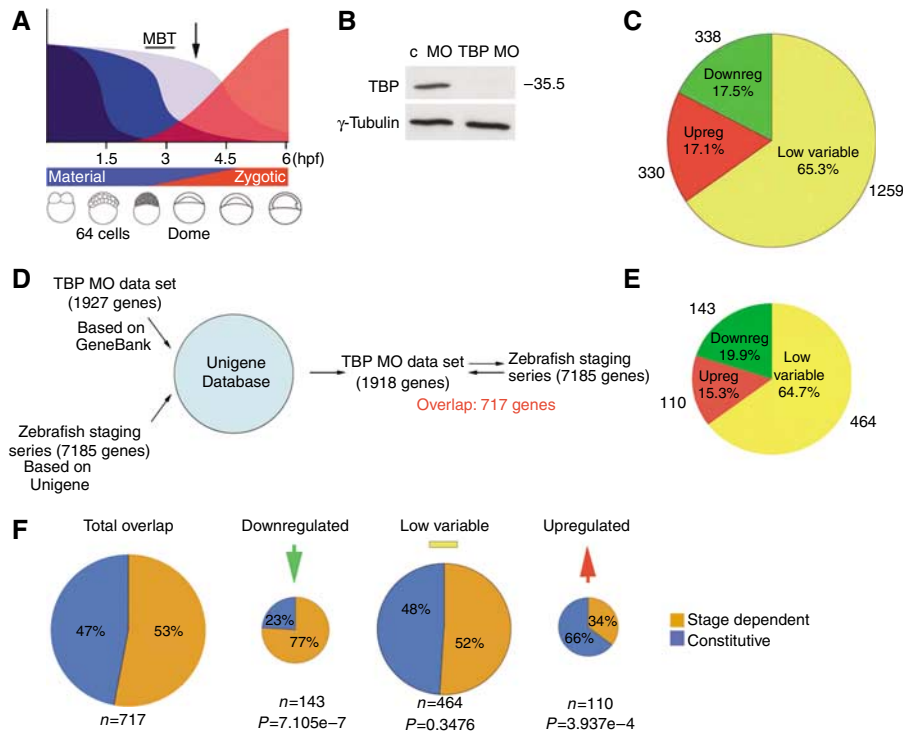 A
MBT
1.5 3 4.5 6 (hpf)
Material Zygotic
64 cells Dome
B
c MO TBP MO
TBP
–35.5
γ-Tubulin
C
338
Downreg
17.5%
Upreg
17.1%
330
Low variable
65.3%
1259
D
TBP MO data set
(1927 genes)
Based on
GeneBank
Unigene
Database
Zebrafish staging
series (7185 genes)
Based on
Unigene
TBP MO data set
(1918 genes)
Zebrafish staging
series (7185 genes)
Overlap: 717 genes
E
143
Downreg
19.9%
Upreg
15.3%
110
Low
variable
64.7%
464
F
Total overlap
47% 53%
n=717
Downregulated
23%
77%
n=143
P=7.105e–7
Low variable
48%
52%
n=464
P=0.3476
Upregulated
34%
66%
n=110
P=3.937e–4
Stage dependent
Constitutive